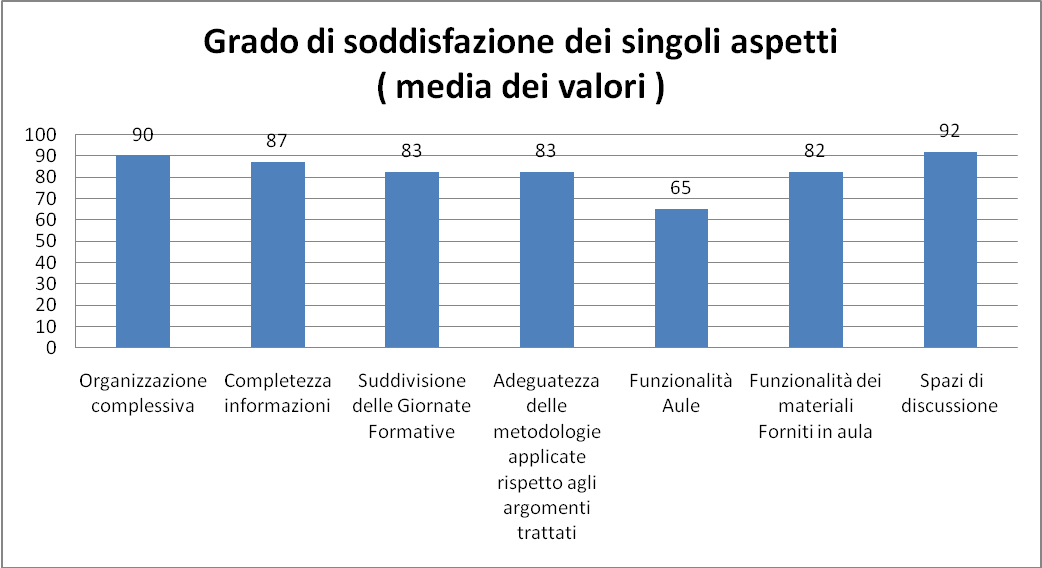 Grado di soddisfazione dei singoli aspetti
( media dei valori )
100
90
80
70
60
50
40
30
20
10
0
90
87
83
83
65
82
92
Organizzazione
complessiva
Completezza
informazioni
Suddivisione
delle Giornate
Formative
Adeguatezza
delle
metodologie
applicate
rispetto agli
argomenti
trattati
Funzionalità
Aule
Funzionalità dei
materiali
Forniti in aula
Spazi di
discussione